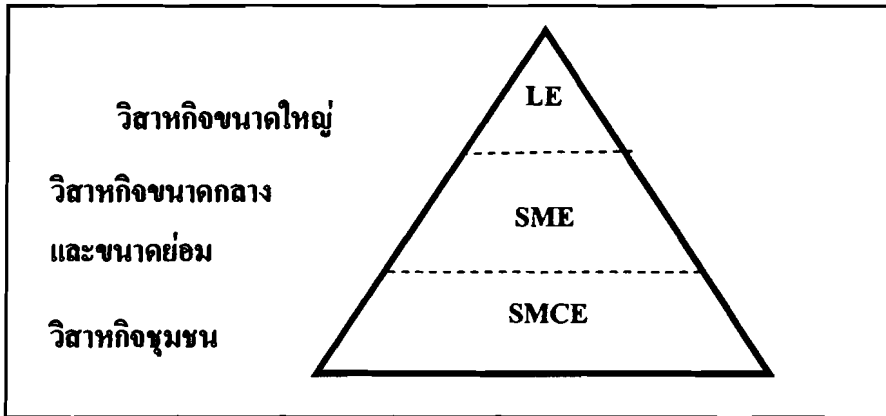 LE
วิสาหกิจขนาดใหญ่
วิสาหกิจขนาดกลาง
SME
และขนาดย่อม
SMCE
วิสาหกิจชุมชน